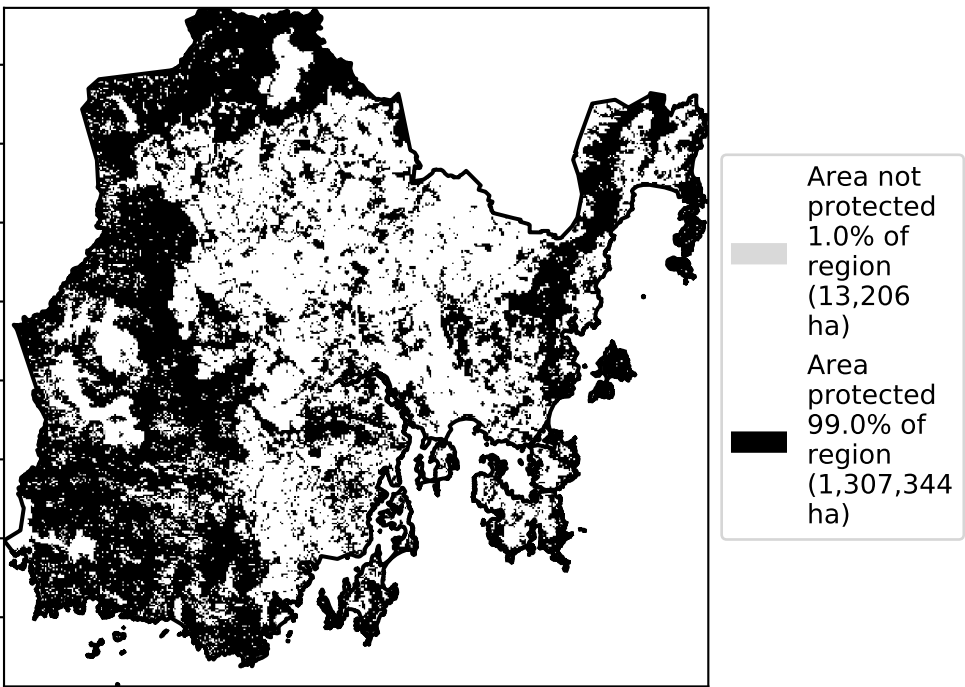 Area not
protected
1.0% of
region
(13,206
ha)
Area
protected
99.0% of
region
(1,307,344
ha)